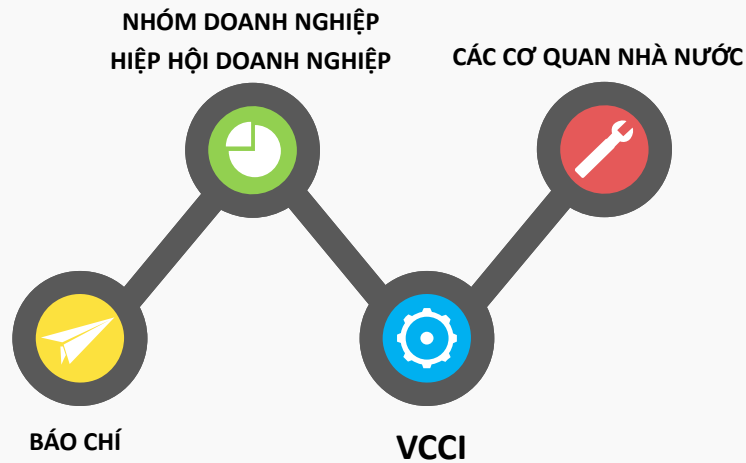 NHÓM DOANH NGHIỆP
HIỆP HỘI DOANH NGHIỆP
CÁC CƠ QUAN NHÀ NƯỚC
BÁO CHÍ
VCCI